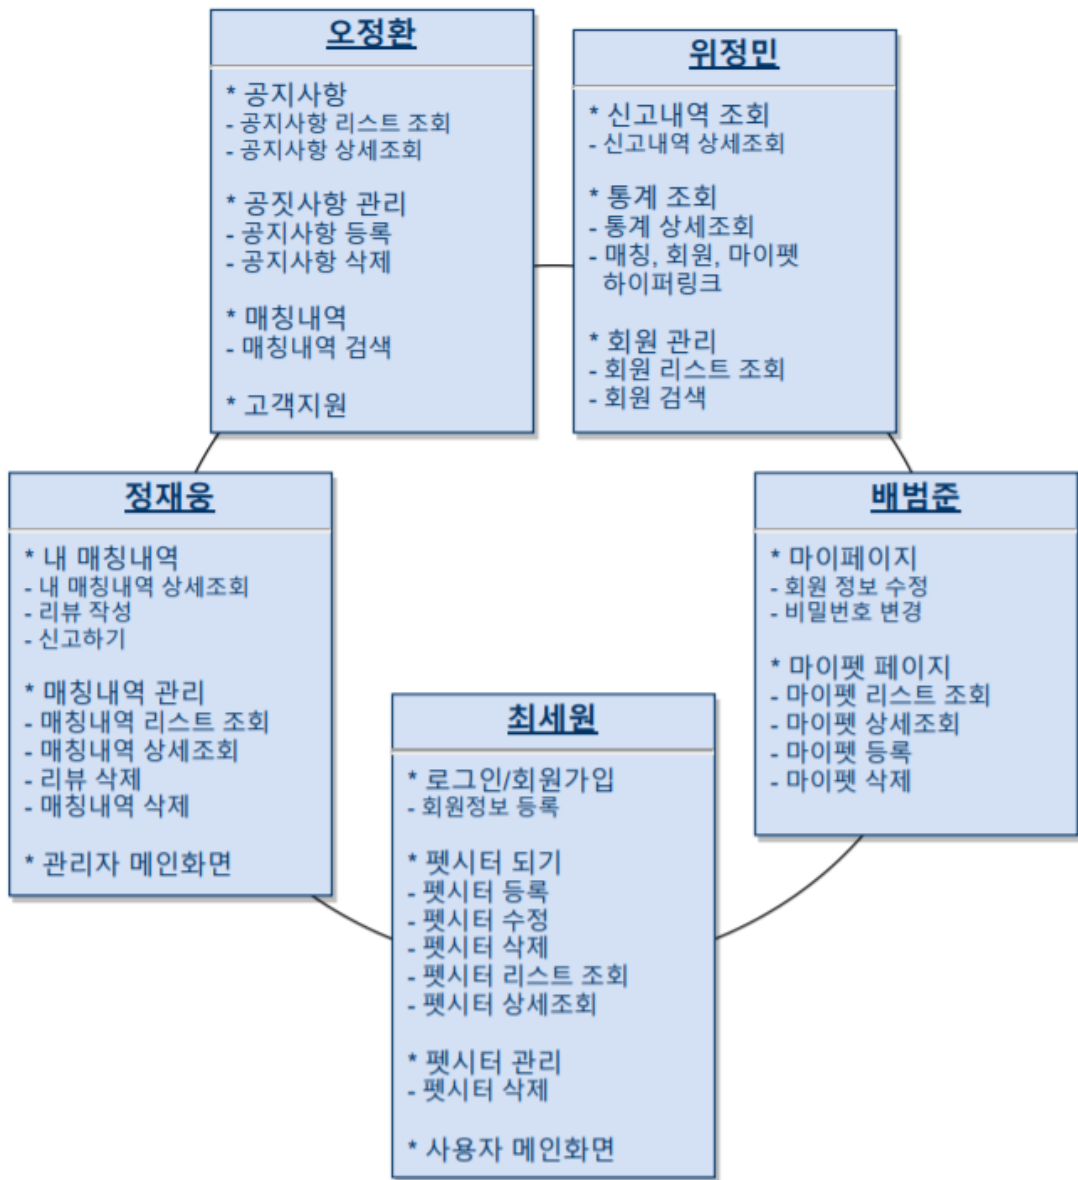 오정환
* 공지사항
- 공지사항 리스트 조회
- 공지사항 상세조회
* 공짓사항 관리
- 공지사항 등록
- 공지사항 삭제
* 매칭내역
- 매칭내역 검색
* 고객지원
위정민
* 신고내역 조회
- 신고내역 상세조회
* 통계 조회
- 통계 상세조회
- 매칭, 회원, 마이펫
하이퍼링크
* 회원 관리
- 회원 리스트 조회
- 회원 검색
정재웅
* 내 매칭내역
- 내 매칭내역 상세조회
- 리뷰 작성
- 신고하기
* 매칭내역 관리
- 매칭내역 리스트 조회
- 매칭내역 상세조회
- 리뷰 삭제
- 매칭내역 삭제
* 관리자 메인화면
최세원
* 로그인/회원가입
- 회원정보 등록
* 펫시터 되기
- 펫시터 등록
- 펫시터 수정
- 펫시터 삭제
- 펫시터 리스트 조회
- 펫시터 상세조회
* 펫시터 관리
- 펫시터 삭제
* 사용자 메인화면
배범준
* 마이페이지
- 회원 정보 수정
- 비밀번호 변경
* 마이펫 페이지
- 마이펫 리스트 조회
- 마이펫 상세조회
- 마이펫 등록
- 마이펫 삭제